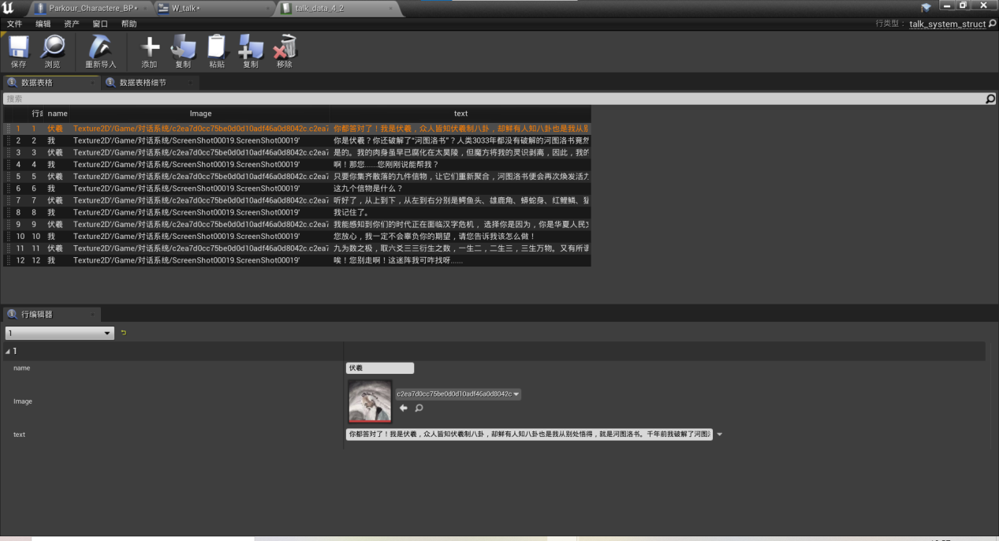 Parkour_Charactere_BP* W_talk* talk_data_4_2
文件 编辑 资产 窗口 帮助 行类型： talk_system_struct
保存 浏览 重新导入 添加 复制 粘贴 复制 移除
数据表格 数据表格细节
搜索
name Image text
1 1 伏羲 Texture2D'/Game/对话系统/c2ea7d0cc75be0d0d10adf46a0d8042c.c2ea7 你都答对了！我是伏羲，众人皆知伏羲制八卦，却鲜有人知八卦也是我从别
2 2 我 Texture2D'/Game/对话系统/ScreenShot00019.ScreenShot00019' 你是伏羲？你还破解了“河图洛书”？人类3033年都没有破解的河图洛书竟然
3 3 伏羲 Texture2D'/Game/对话系统/c2ea7d0cc75be0d0d10adf46a0d8042c.c2ea7 是的。我的肉身虽早已腐化在太昊陵，但魔方将我的灵识剥离，因此，我的
4 4 我 Texture2D'/Game/对话系统/ScreenShot00019.ScreenShot00019' 啊！那您......您刚刚说能帮我？
5 5 伏羲 Texture2D'/Game/对话系统/c2ea7d0cc75be0d0d10adf46a0d8042c.c2ea7 只要你集齐散落的九件信物，让它们重新聚合，河图洛书便会再次焕发活力
6 6 我 Texture2D'/Game/对话系统/ScreenShot00019.ScreenShot00019' 这九个信物是什么？
7 7 伏羲 Texture2D'/Game/对话系统/c2ea7d0cc75be0d0d10adf46a0d8042c.c2ea7 听好了，从上到下，从左到右分别是鳄鱼头、雄鹿角、蟒蛇身、红鲤鳞、
8 8 我 Texture2D'/Game/对话系统/ScreenShot00019.ScreenShot00019' 我记住了。
9 9 伏羲 Texture2D'/Game/对话系统/c2ea7d0cc75be0d0d10adf46a0d8042c.c2ea7 我能感知到你们的时代正在面临汉字危机， 选择你是因为，你是华夏人民
10 10 我 Texture2D'/Game/对话系统/ScreenShot00019.ScreenShot00019' 您放心，我一定不会辜负你的期望，请您告诉我该怎么做！
11 11 伏羲 Texture2D'/Game/对话系统/c2ea7d0cc75be0d0d10adf46a0d8042c.c2ea7 九为数之极，取六爻三三衍生之数，一生二，二生三，三生万物。又有所谓
12 12 我 Texture2D'/Game/对话系统/ScreenShot00019.ScreenShot00019' 唉！您别走啊！这迷阵我可咋找呀......
行编辑器
1
1
name 伏羲
Image c2ea7d0cc75be0d0d10adf46a0d8042c
text 你都答对了！我是伏羲，众人皆知伏羲制八卦，却鲜有人知八卦也是我从别处悟得，就是河图洛书。千年前我破解了河图